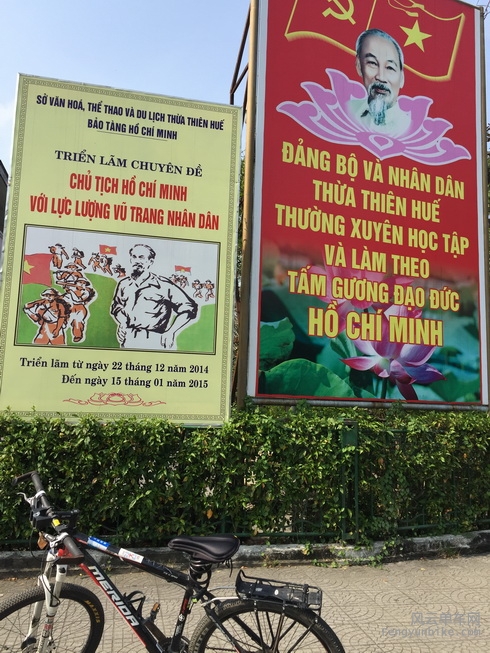 SỞ VĂN HOÁ, THỂ THAO VÀ DU LỊCH THỪA THIÊN HUẾ
BẢO TÀNG HỒ CHÍ MINH
TRIỂN LÃM CHUYÊN ĐỀ
CHỦ TỊCH HỒ CHÍ MINH
VỚI LỰC LƯỢNG VŨ TRANG NHÂN DÂN
Triển lãm từ ngày 22 tháng 12 năm 2014
Đến ngày 15 tháng 01 năm 2015
ĐẢNG BỘ VÀ NHÂN DÂN
THỪA THIÊN HUẾ
THƯỜNG XUYÊN HỌC TẬP
VÀ LÀM THEO
TẤM GƯƠNG ĐẠO ĐỨC
HỒ CHÍ MINH
MERIDA